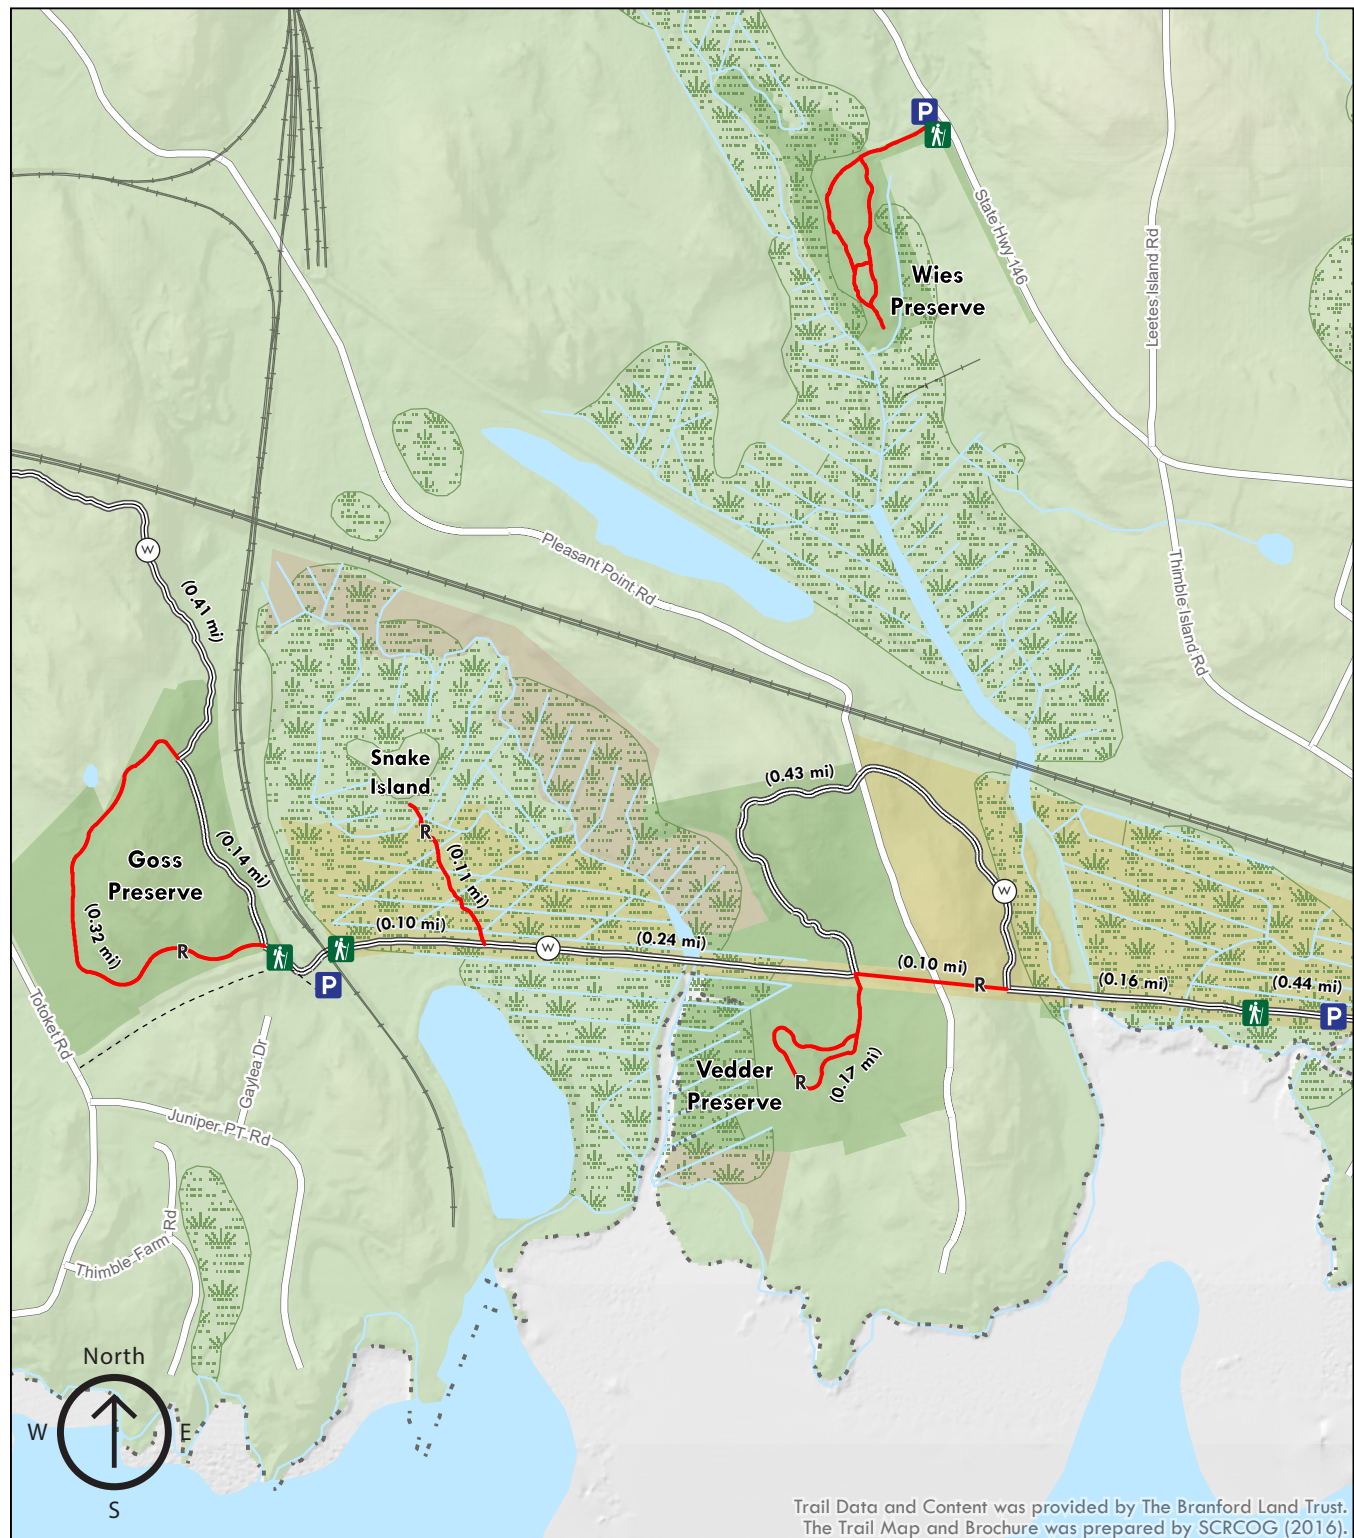 P
State Hwy 146
Leetes Island Rd
Wies
Preserve
Pleasant Point Rd
Thimble Island Rd
W
(0.41 mi)
Snake
Island
R
(0.11 mi)
(0.43 mi)
W
Goss
Preserve
(0.14 mi)
(0.32 mi)
R
(0.10 mi)
W
(0.24 mi)
(0.10 mi)
R
(0.16 mi)
(0.44 mi)
P
P
Totoket Rd
Gaylea Dr
Juniper PT Rd
Vedder
Preserve
R
(0.17 mi)
Thimble Farm Rd
North
W
E
S
Trail Data and Content was provided by The Branford Land Trust.
The Trail Map and Brochure was prepared by SCRCOG (2016).